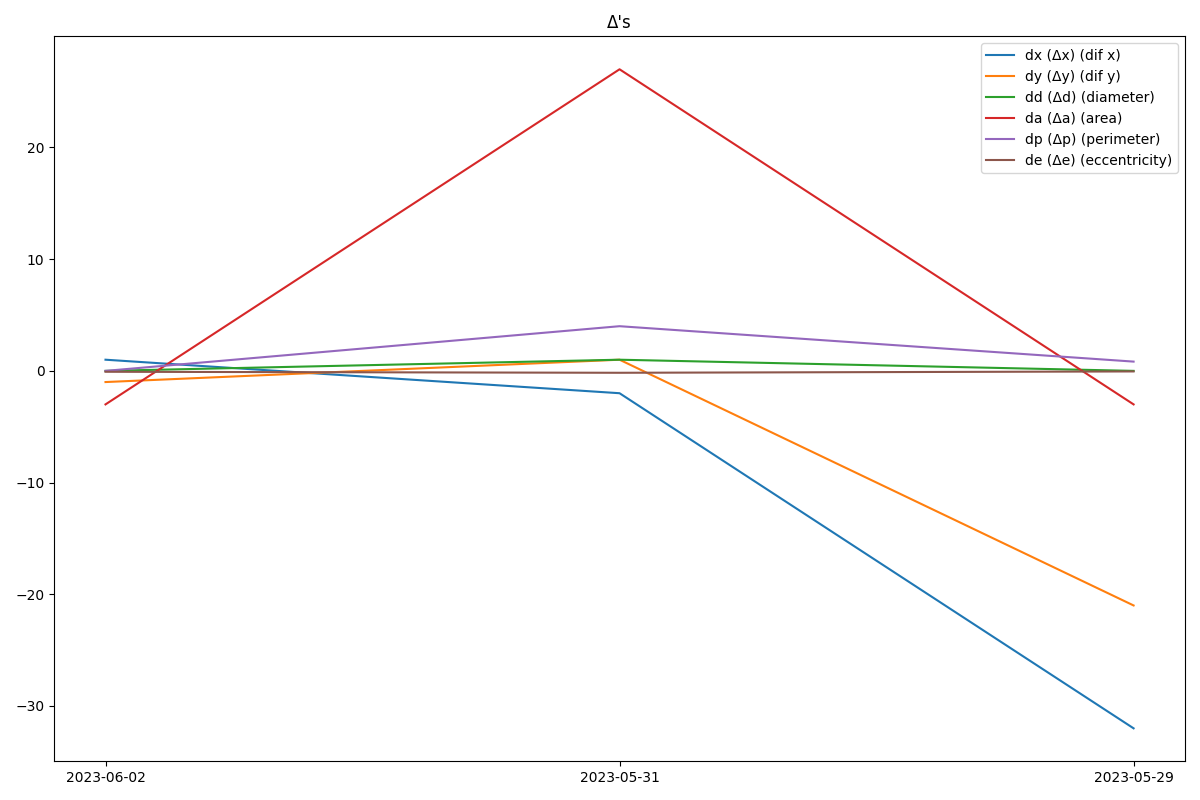 Δ's
dx (Δx) (dif x)
dy (Δy) (dif y)
dd (Δd) (diameter)
da (Δa) (area)
dp (Δp) (perimeter)
de (Δe) (eccentricity)
20
10
0
−10
−20
−30
2023-06-02
2023-05-31
2023-05-29